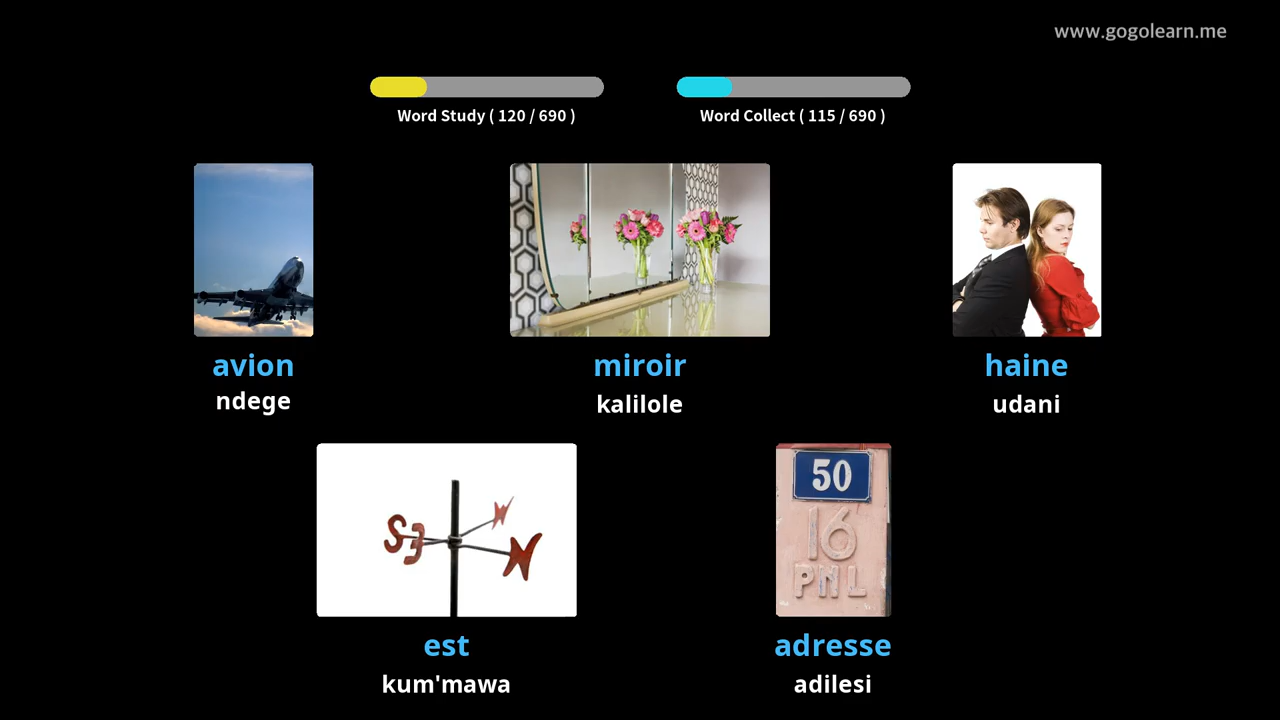 www.gogolearn.me
Word Study ( 120 / 690 )
Word Collect ( 115 / 690 )
avion
ndege
miroir
kalilole
haine
udani
S E N
50
16
PNL
est
kum'mawa
adresse
adilesi